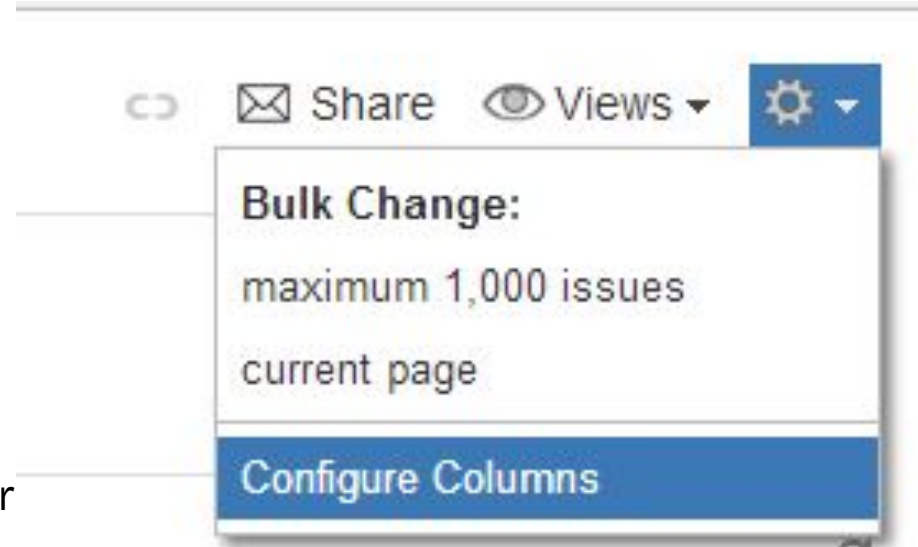 Share Views
Bulk Change:
maximum 1,000 issues
current page
Configure Columns
r